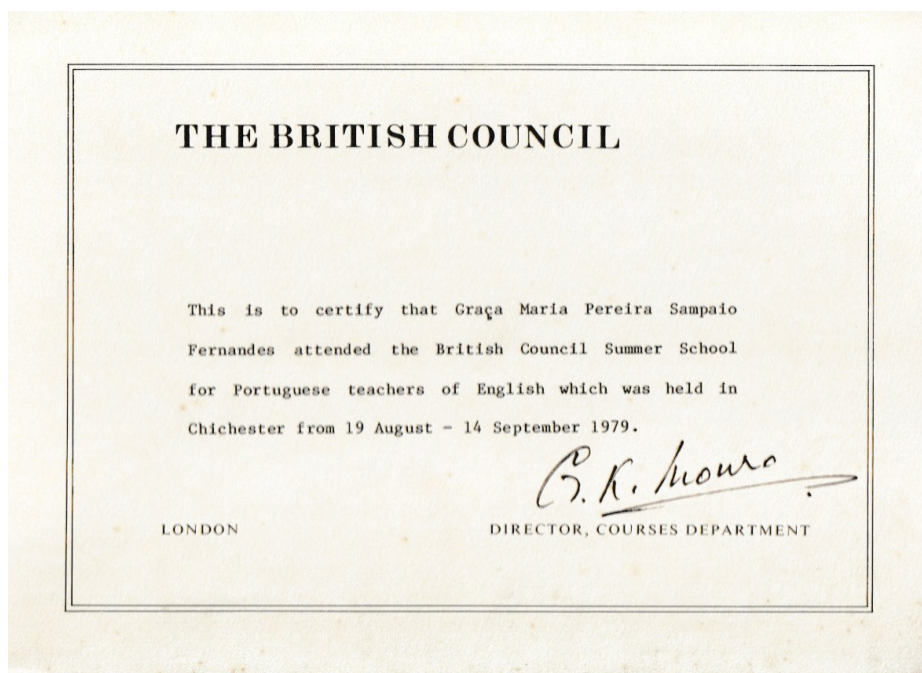 THE BRITISH COUNCIL
This is to certify that Graça Maria Pereira Sampaio
Fernandes attended the British Council Summer School
for Portuguese teachers of English which was held in
Chichester from 19 August - 14 September 1979.
G. K. Monro
LONDON
DIRECTOR, COURSES DEPARTMENT